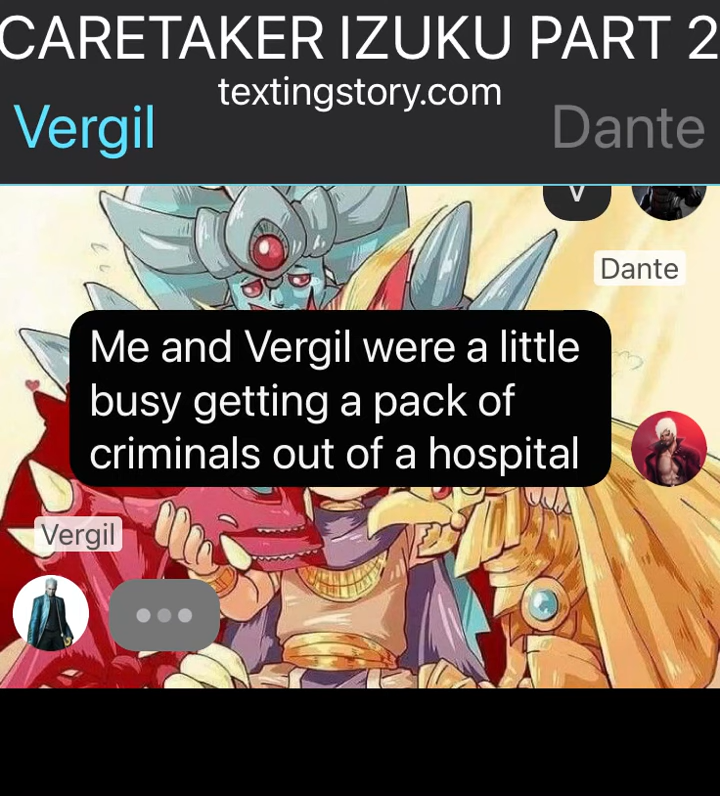 CARETAKER IZUKU PART 2
textingstory.com
Vergil
Dante
V
Dante
Me and Vergil were a little
busy getting a pack of
criminals out of a hospital
Vergil